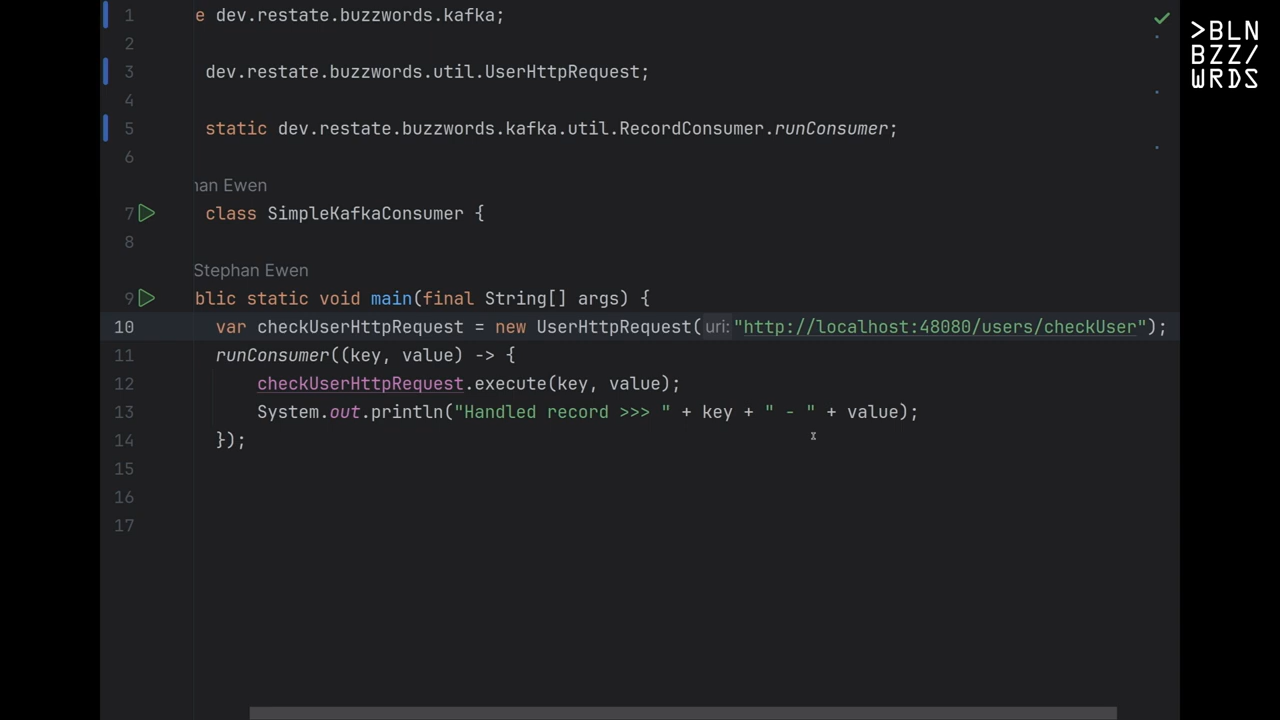 >BLN
BZZ/
WRDS
1 e dev.restate.buzzwords.kafka;
2
3 dev.restate.buzzwords.util.UserHttpRequest;
4
5 static dev.restate.buzzwords.kafka.util.RecordConsumer.runConsumer;
6
han Ewen
7 class SimpleKafkaConsumer {
8
Stephan Ewen
9 blic static void main(final String[] args) {
10 var checkUserHttpRequest = new UserHttpRequest( uri: "http://localhost:48080/users/checkUser");
11 runConsumer((key, value) -> {
12 checkUserHttpRequest.execute(key, value);
13 System.out.println("Handled record >>> " + key + " - " + value);
14 });
15
16
17